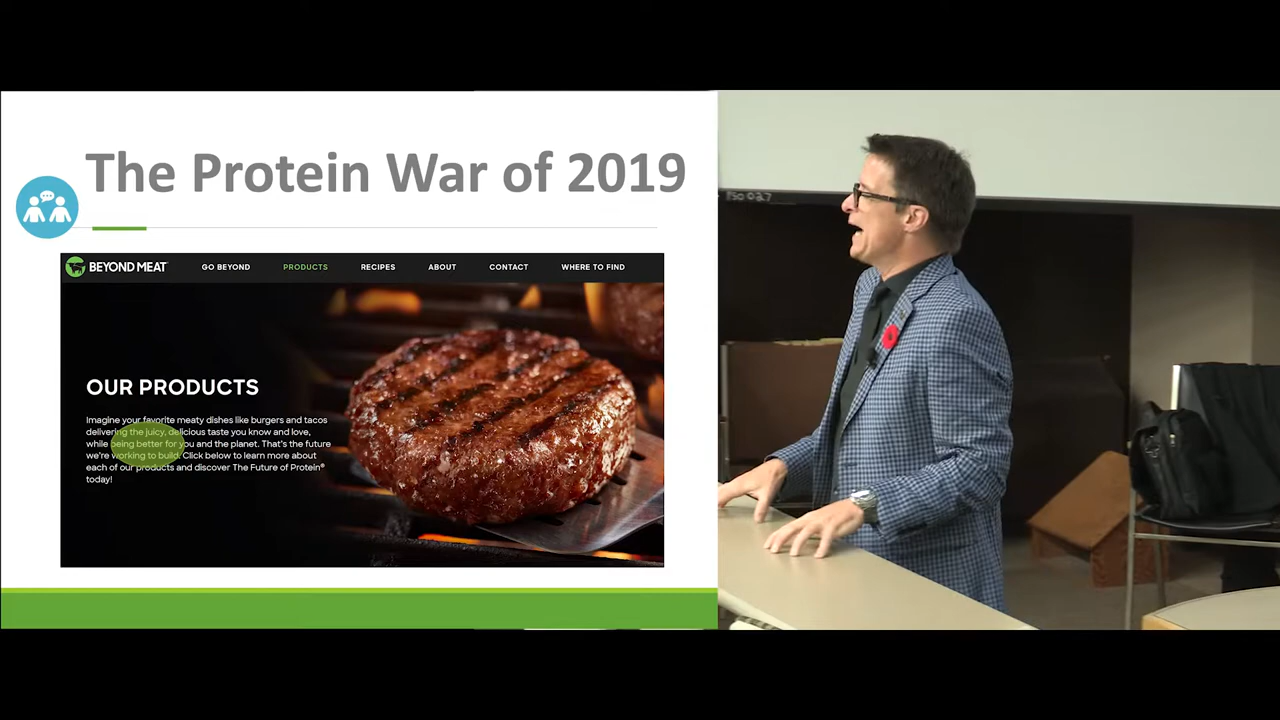 The Protein War of 2019
BEYOND MEAT
GO BEYOND
PRODUCTS
RECIPES
ABOUT
CONTACT
WHERE TO FIND
OUR PRODUCTS
Imagine your favorite meaty dishes like burgers and tacos
delivering the juicy, delicious taste you know and love,
while being better for you and the planet. That's the future
we're working to build. Click below to learn more about
each of our products and discover The Future of Protein®
today!